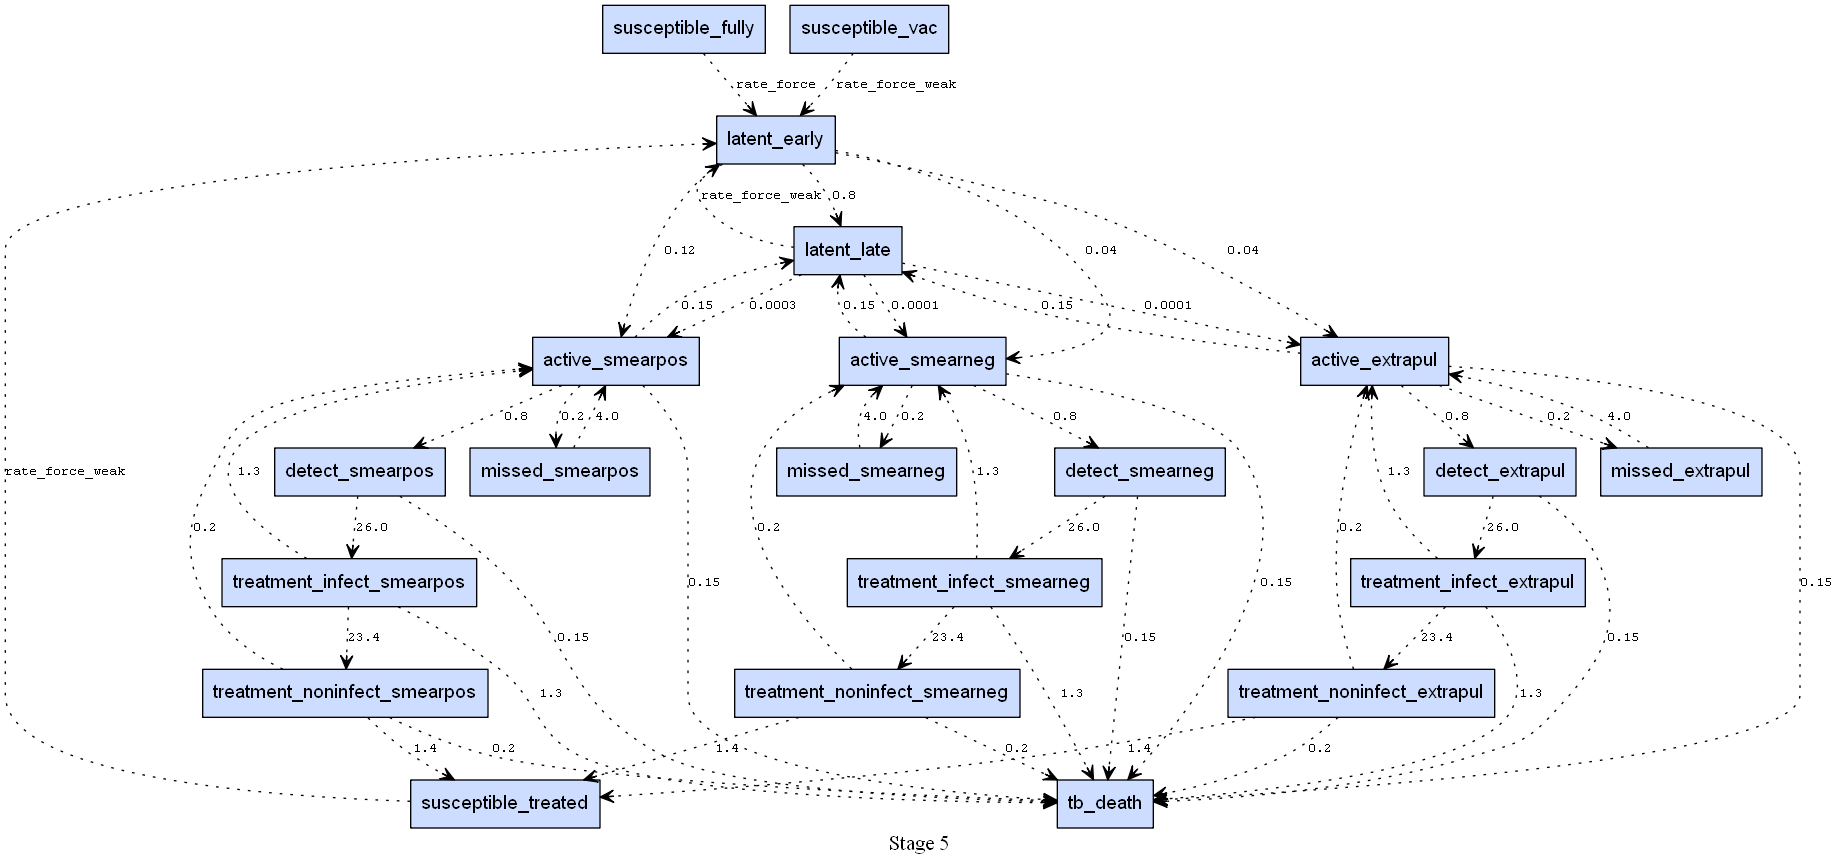 susceptible_fully susceptible_vac
rate_force rate_force_weak
latent_early
rate_force_weak 0.8
0.12 latent_late 0.04 0.04
0.15 0.0003 0.15 0.0001 0.15 0.0001
active_smearpos active_smearneg active_extrapul
0.8 0.2 4.0 4.0 0.2 0.8 0.8 0.2 4.0
rate_force_weak 1.3 detect_smearpos missed_smearpos missed_smearneg 1.3 detect_smearneg 1.3 detect_extrapul missed_extrapul
0.2 26.0 0.2 26.0 0.2 26.0
treatment_infect_smearpos 0.15 treatment_infect_smearneg 0.15 treatment_infect_extrapul 0.15
23.4 0.15 23.4 0.15 23.4 0.15
treatment_noninfect_smearpos 1.3 treatment_noninfect_smearneg 1.3 treatment_noninfect_extrapul 1.3
1.4 0.2 1.4 0.2 1.4 0.2
susceptible_treated tb_death
Stage 5